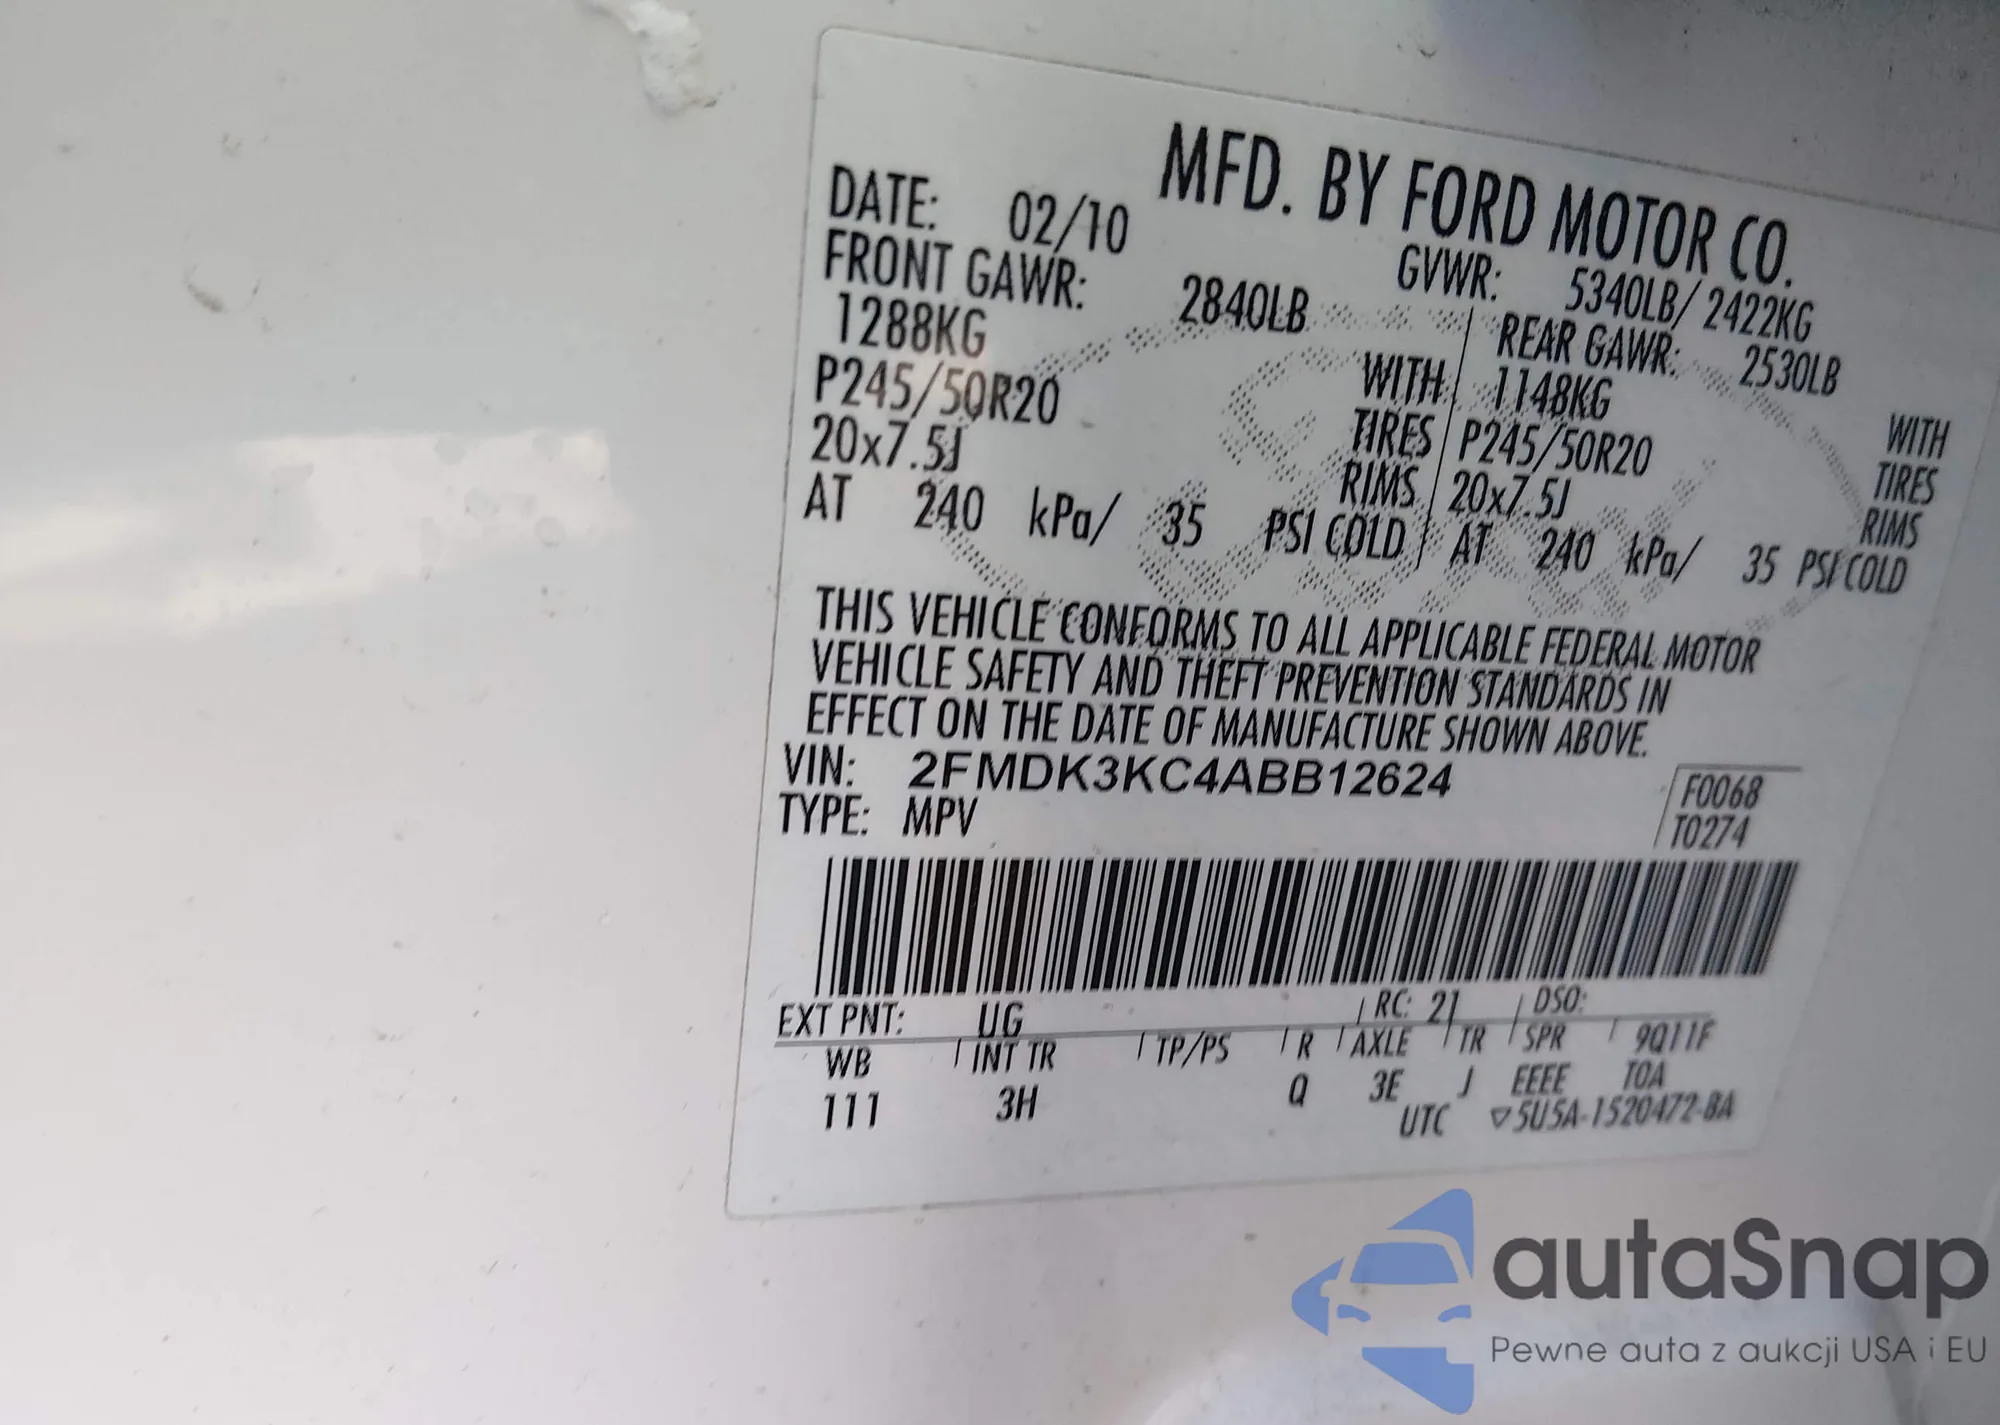 MFD. BY FORD MOTOR CO.
DATE: 02/10 GVWR: 5340LB/ 2422KG
FRONT GAWR: 2840LB REAR GAWR: 2530LB
1288KG WITH 1148KG WITH
P245/50R20 TIRES P245/50R20 TIRES
20x7.5J RIMS 20x7.5J RIMS
AT 240 kPa/ 35 PSI COLD AT 240 kPa/ 35 PSI COLD
THIS VEHICLE CONFORMS TO ALL APPLICABLE FEDERAL MOTOR
VEHICLE SAFETY AND THEFT PREVENTION STANDARDS IN
EFFECT ON THE DATE OF MANUFACTURE SHOWN ABOVE.
VIN: 2FMDK3KC4ABB12624 F0068
TYPE: MPV T0274
EXT PNT: UG RC: 21 DSO:
WB INT TR TP/PS R AXLE TR SPR 9Q11F
111 3H Q 3E J EEEE TOA
UTC ▽5U5A-1520472-BA
autaSnap
Pewne auta z aukcji USA i EU